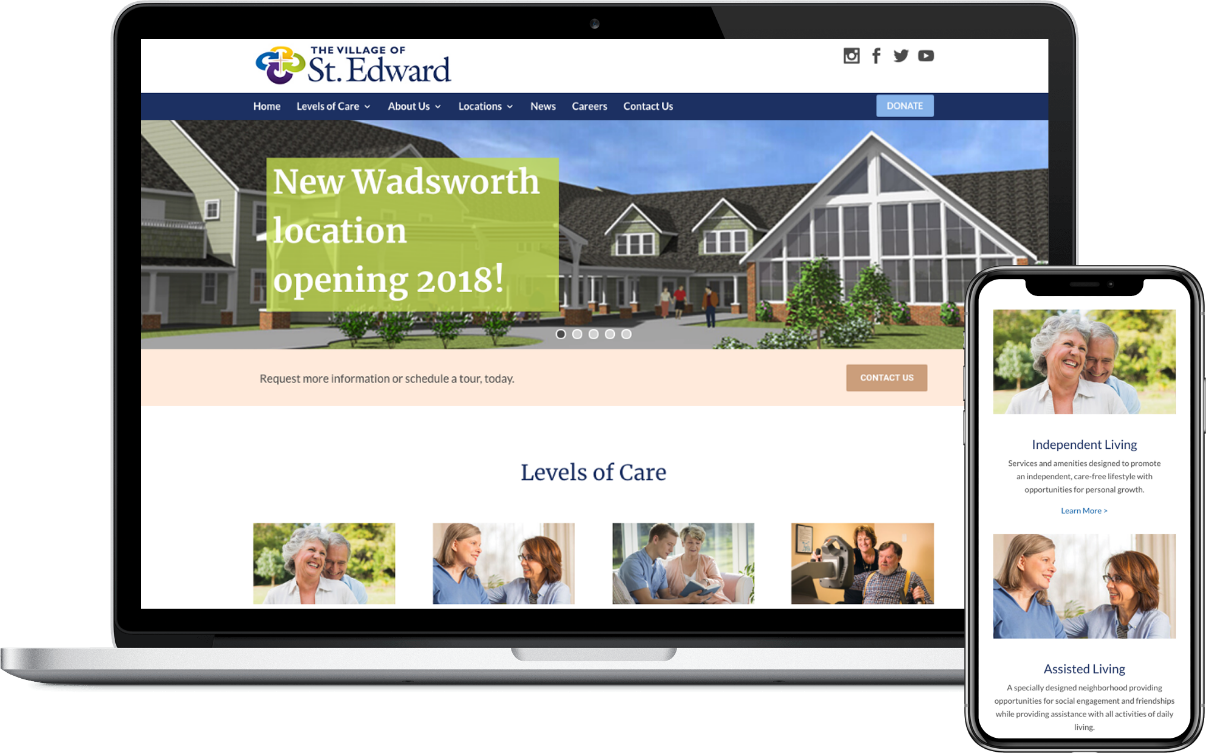 THE VILLAGE OF
St. Edward
Home Levels of Care About Us Locations News Careers Contact Us DONATE
New Wadsworth
location
opening 2018!
Request more information or schedule a tour, today. CONTACT US
Levels of Care
Independent Living
Services and amenities designed to promote
an independent, care-free lifestyle with
opportunities for personal growth.
Learn More >
Assisted Living
A specially designed neighborhood providing
opportunities for social engagement and friendships
while providing assistance with all activities of daily
living.